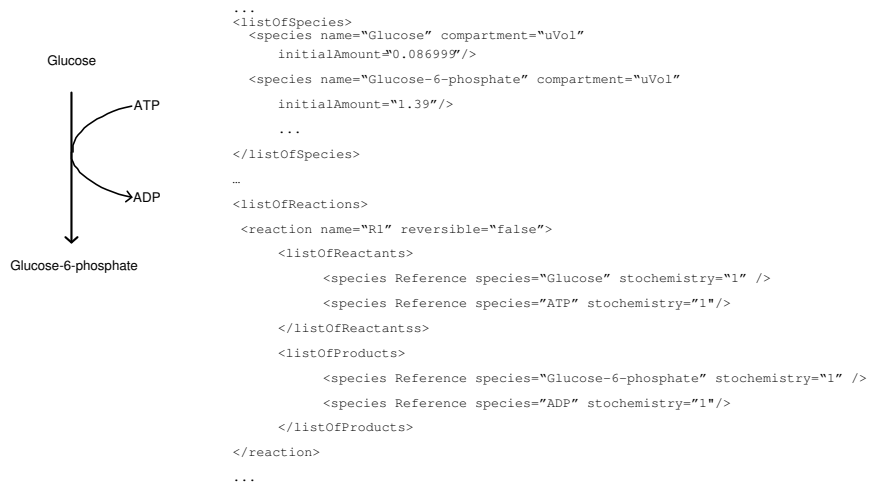 Glucose
ATP
ADP
Glucose-6-phosphate
...
<listOfSpecies>
<species name=“Glucose” compartment=“uVol”
initialAmount=“0.086999”/>
<species name=“Glucose-6-phosphate” compartment=“uVol”
initialAmount=“1.39”/>
...
</listOfSpecies>
…
<listOfReactions>
<reaction name=“R1” reversible=“false”>
<listOfReactants>
<species Reference species=“Glucose” stochemistry=“1” />
<species Reference species=”ATP” stochemistry=”1"/>
</listOfReactantss>
<listOfProducts>
<species Reference species=“Glucose-6-phosphate” stochemistry=“1” />
<species Reference species=”ADP” stochemistry=”1"/>
</listOfProducts>
</reaction>
...